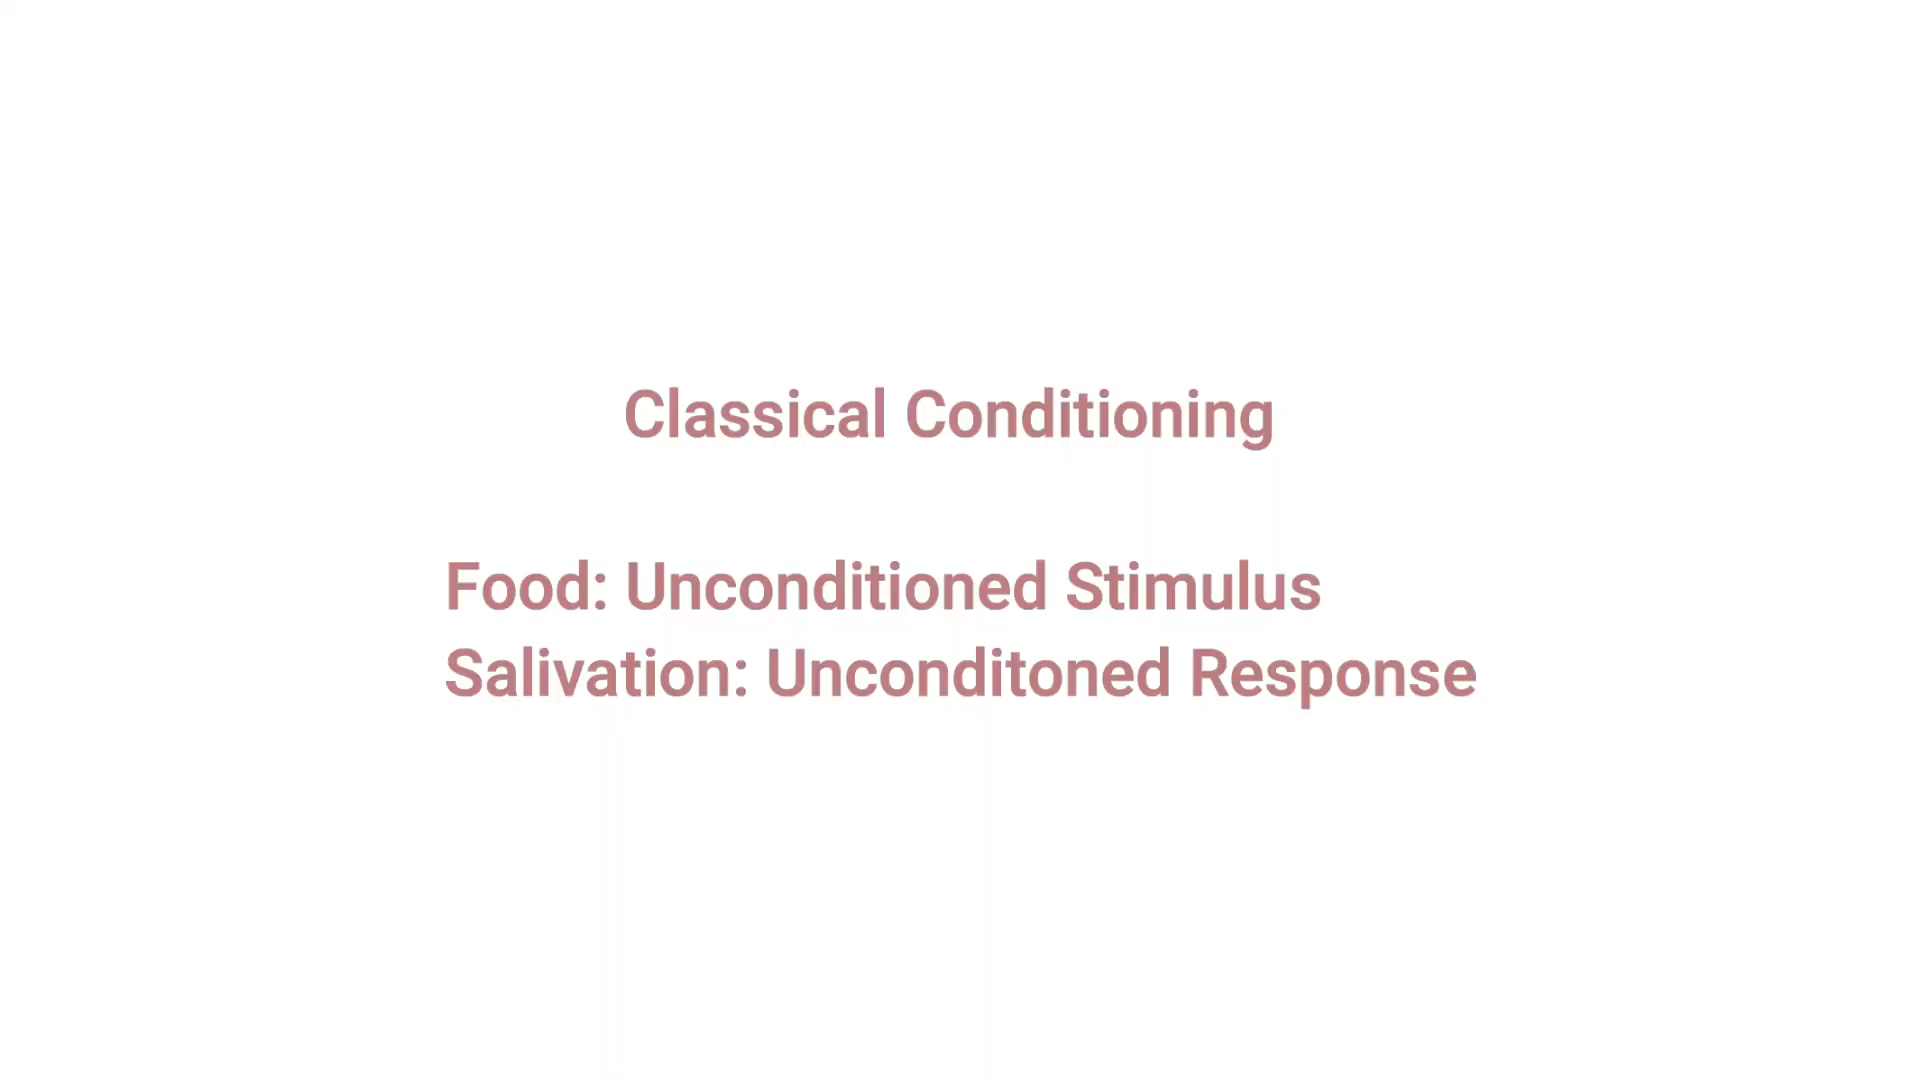 Classical Conditioning
Food: Unconditioned Stimulus
Salivation: Unconditoned Response